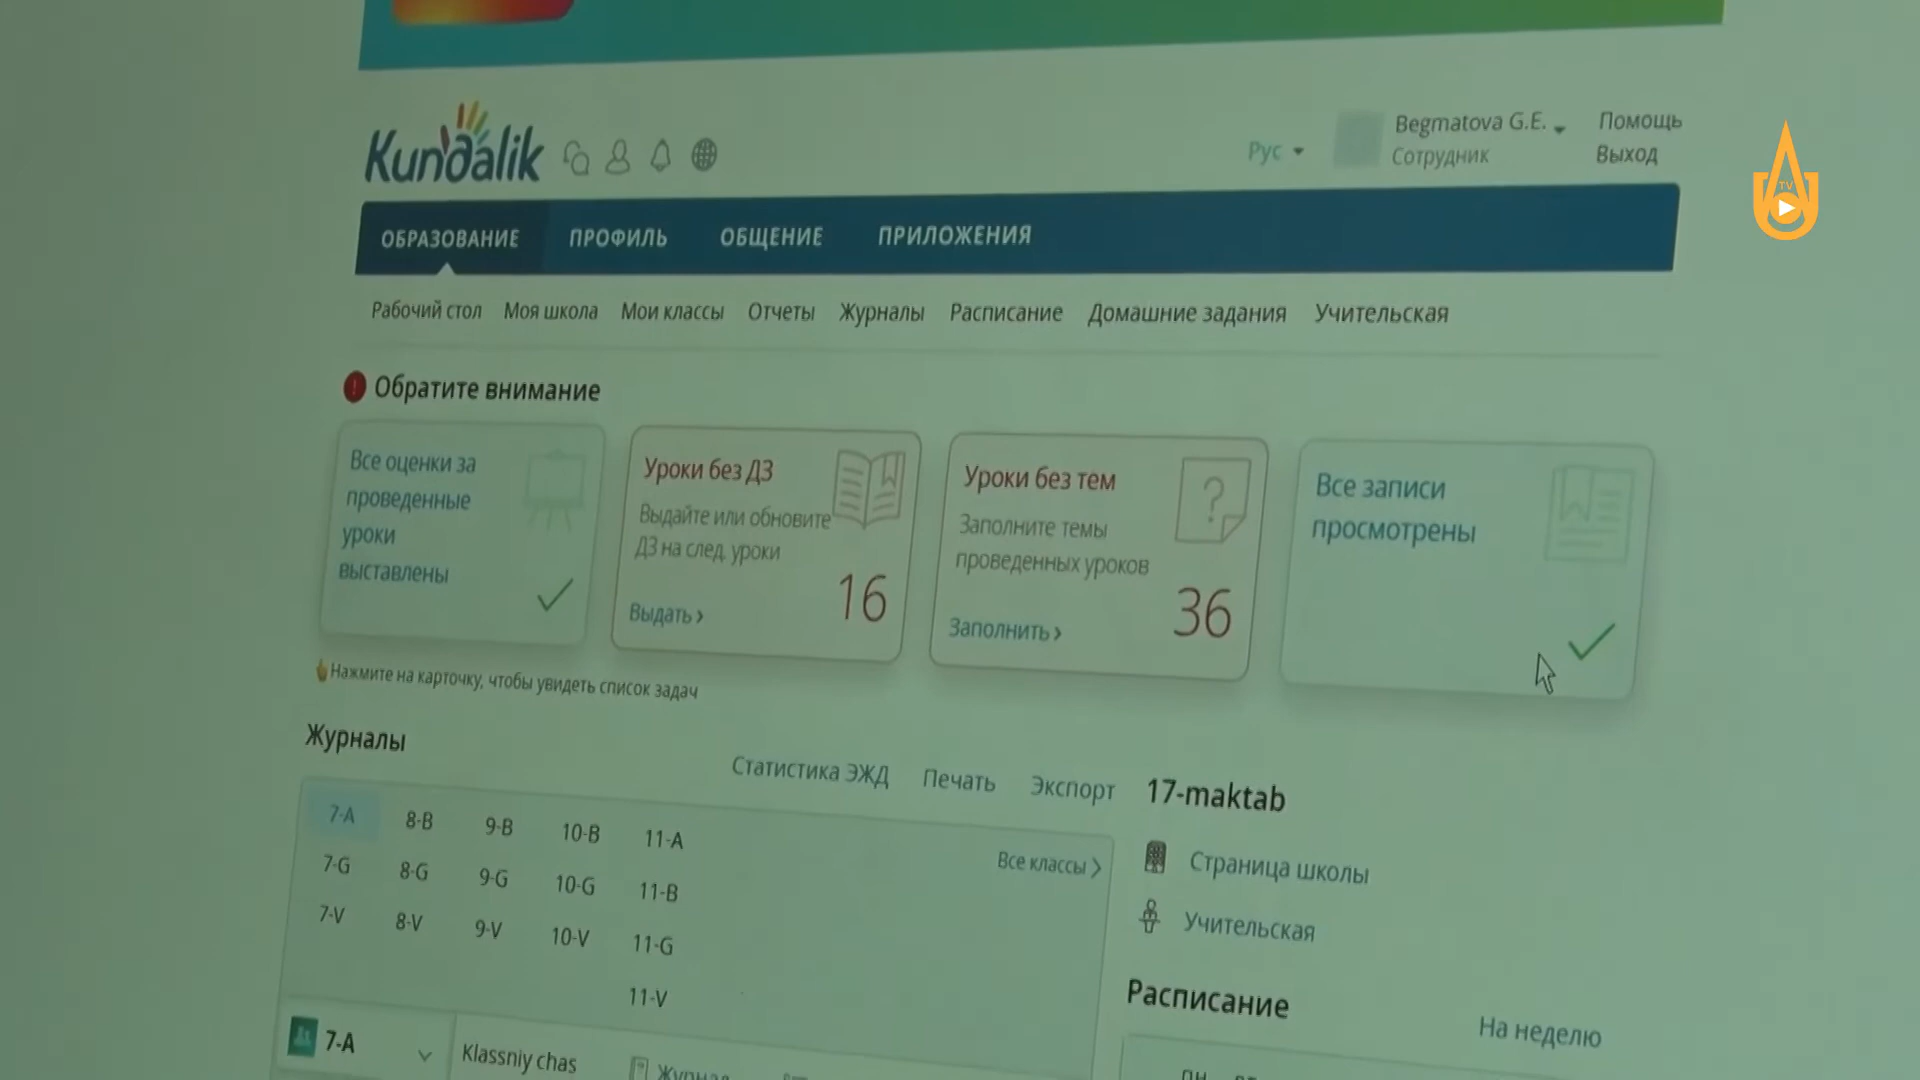 Kundalik
Рус
Begmatova G.E.
Сотрудник
Помощь
Выход
TV
ОБРАЗОВАНИЕ ПРОФИЛЬ ОБЩЕНИЕ ПРИЛОЖЕНИЯ
Рабочий стол Моя школа Мои классы Отчеты Журналы Расписание Домашние задания Учительская
Обратите внимание
Все оценки за
проведенные
уроки
выставлены
Уроки без ДЗ
Выдайте или обновите
ДЗ на след. уроки
Выдать ›
16
Уроки без тем
Заполните темы
проведенных уроков
Заполнить ›
36
Все записи
просмотрены
Нажмите на карточку, чтобы увидеть список задач
Журналы
Статистика ЭЖД Печать Экспорт
7-A 8-B 9-B 10-B 11-A
7-G 8-G 9-G 10-G 11-B
7-V 8-V 9-V 10-V 11-G
11-V
Все классы
7-A
Klassniy chas
Журнал
17-maktab
Страница школы
Учительская
Расписание
На неделю